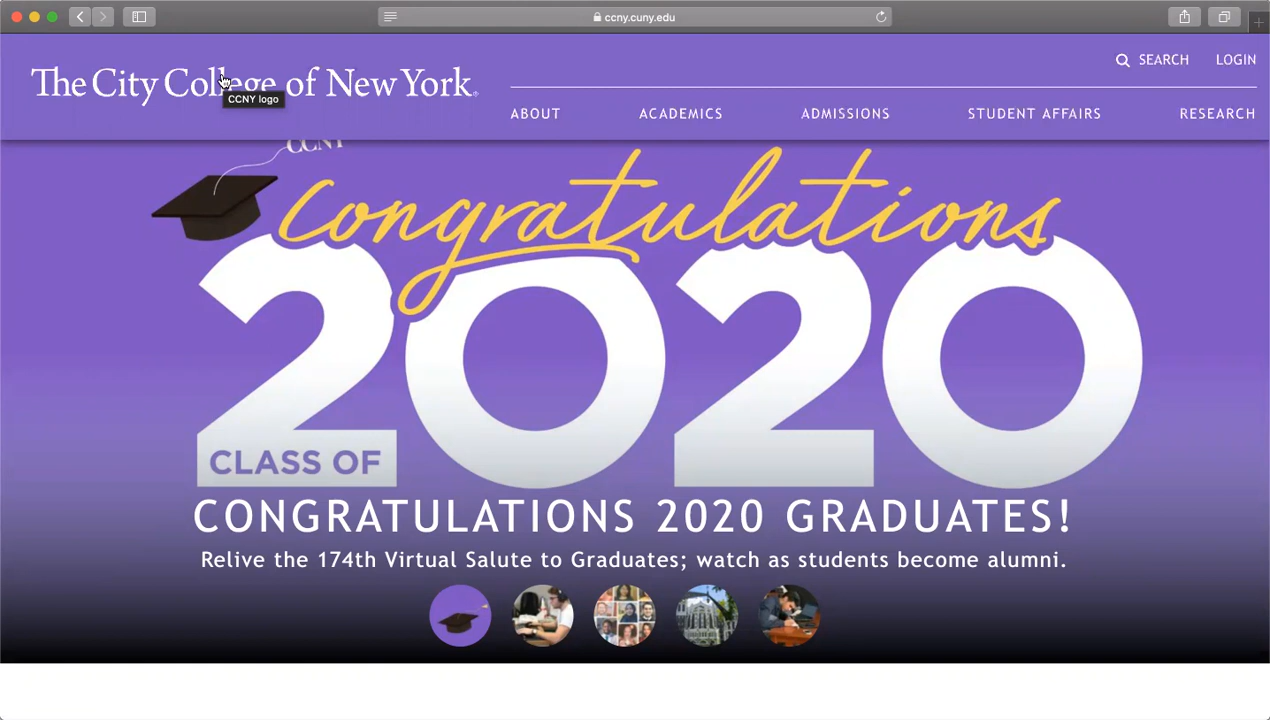 ccny.cuny.edu
SEARCH LOGIN
The City College of New York
CCNY logo
ABOUT ACADEMICS ADMISSIONS STUDENT AFFAIRS RESEARCH
CCNY
Congratulations
2020
CLASS OF
CONGRATULATIONS 2020 GRADUATES!
Relive the 174th Virtual Salute to Graduates; watch as students become alumni.